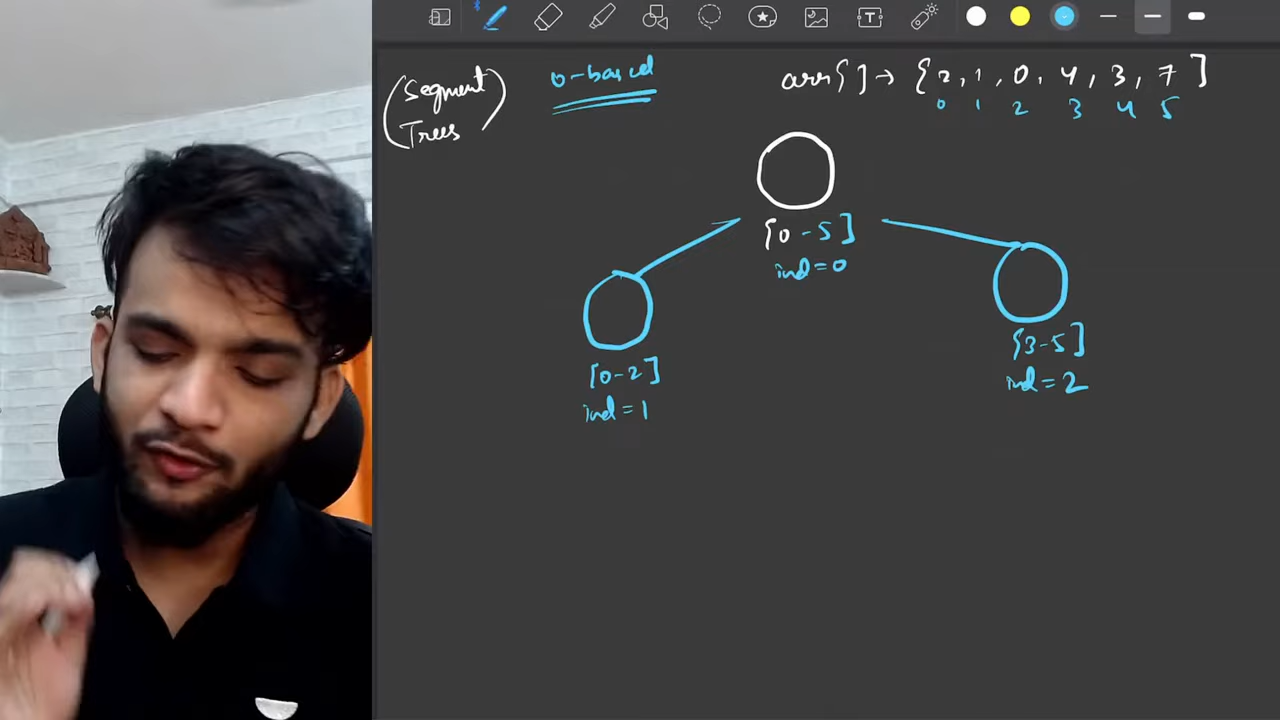 (Segment
Trees)
0-based
arr[] → [2, 1, 0, 4, 3, 7]
0 1 2 3 4 5
[0-5]
ind=0
[0-2]
ind=1
[3-5]
ind=2
T